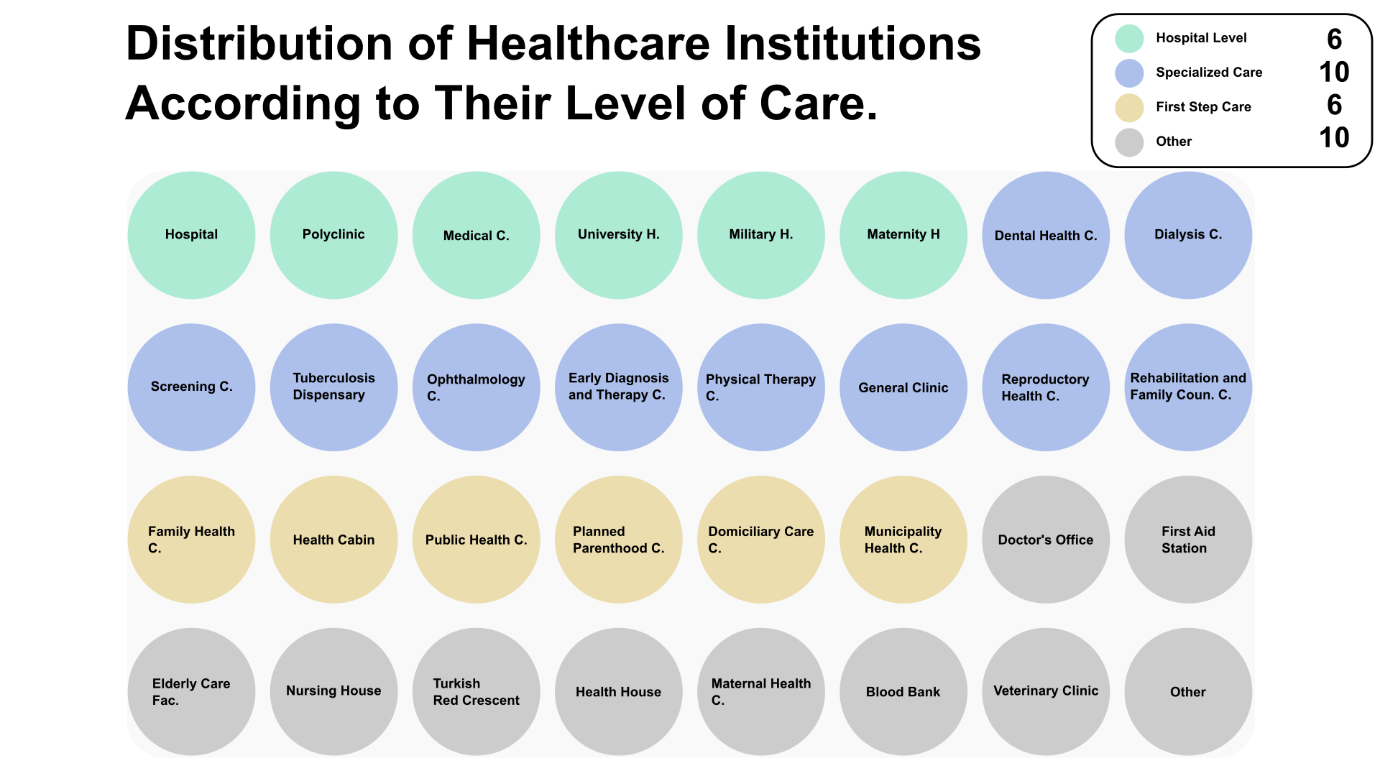 Distribution of Healthcare Institutions
According to Their Level of Care.
Hospital Level 6
Specialized Care 10
First Step Care 6
Other 10
Hospital
Polyclinic
Medical C.
University H.
Military H.
Maternity H
Dental Health C.
Dialysis C.
Screening C.
Tuberculosis
Dispensary
Ophthalmology
C.
Early Diagnosis
and Therapy C.
Physical Therapy
C.
General Clinic
Reproductory
Health C.
Rehabilitation and
Family Coun. C.
Family Health
C.
Health Cabin
Public Health C.
Planned
Parenthood C.
Domiciliary Care
C.
Municipality
Health C.
Doctor's Office
First Aid
Station
Elderly Care
Fac.
Nursing House
Turkish
Red Crescent
Health House
Maternal Health
C.
Blood Bank
Veterinary Clinic
Other